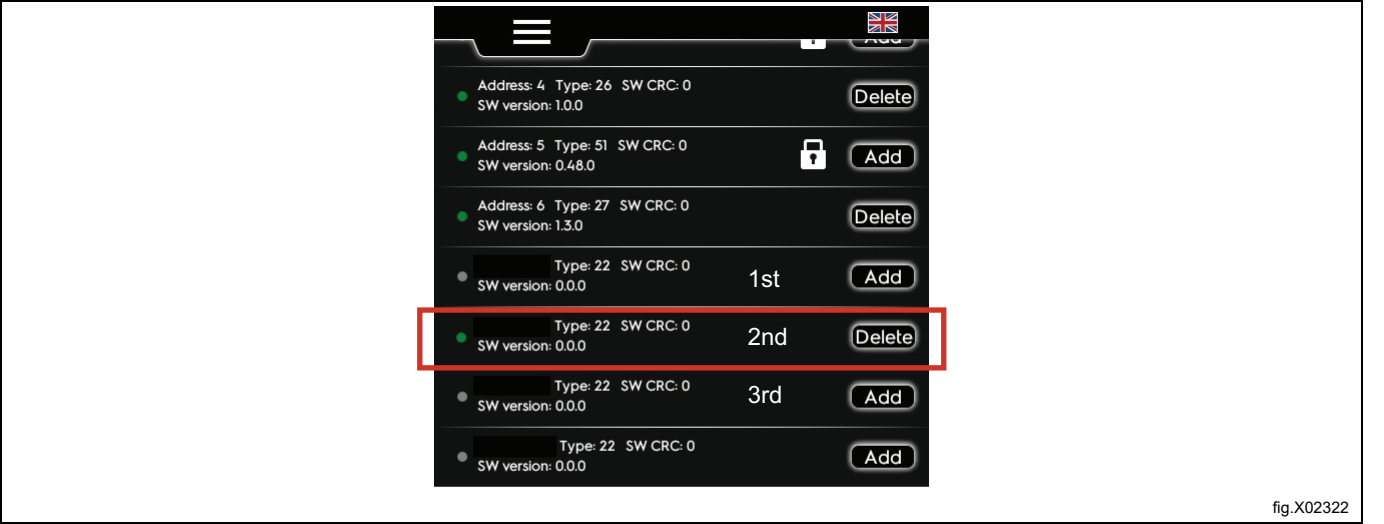 Add
Address: 4 Type: 26 SW CRC: 0
SW version: 1.0.0
Delete
Address: 5 Type: 51 SW CRC: 0
SW version: 0.48.0
Add
Address: 6 Type: 27 SW CRC: 0
SW version: 1.3.0
Delete
Type: 22 SW CRC: 0
SW version: 0.0.0
1st
Add
Type: 22 SW CRC: 0
SW version: 0.0.0
2nd
Delete
Type: 22 SW CRC: 0
SW version: 0.0.0
3rd
Add
Type: 22 SW CRC: 0
SW version: 0.0.0
Add
fig.X02322